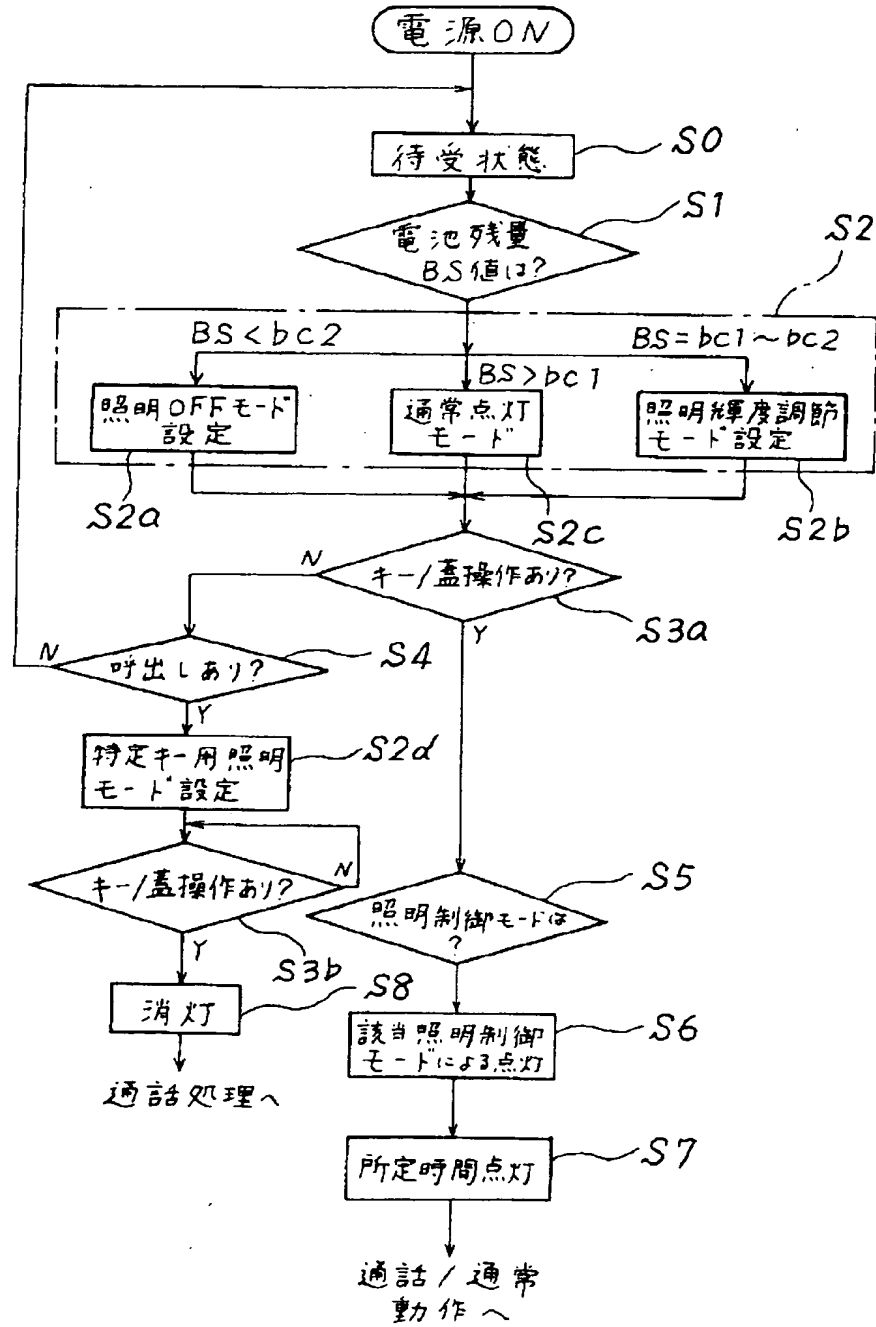 電源ON
待受状態
S0
S1
電池残量
BS値は?
S2
BS<bc2
BS=bc1~bc2
BS>bc1
照明OFFモード
設定
通常点灯
モード
照明輝度調節
モード設定
S2a
S2c
S2b
N
キー/蓋操作あり?
S3a
Y
N
呼出しあり?
S4
Y
特定キー用照明
モード設定
S2d
キー/蓋操作あり?
N
S3b
Y
S5
照明制御モードは
?
消灯
S8
通話処理へ
該当照明制御
モードによる点灯
S6
所定時間点灯
S7
通話/通常
動作へ